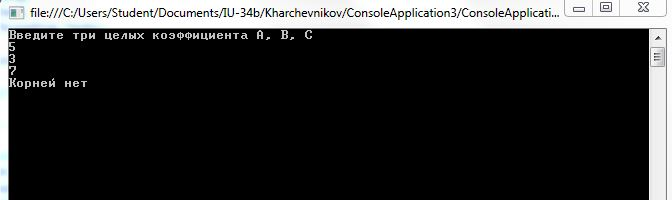 file:///C:/Users/Student/Documents/IU-34b/Kharchevnikov/ConsoleApplication3/ConsoleApplicati...
Введите три целых коэффициента A, B, C
5
3
7
Корней нет